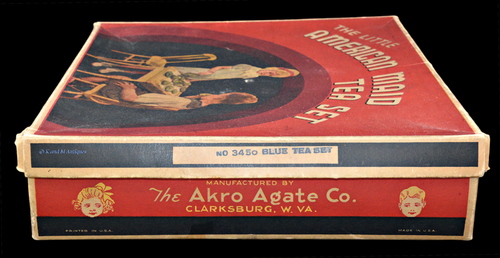 THE LITTLE
AMERICAN MAID
TEA SET
NO 3450 BLUE TEA SET
MANUFACTURED BY
The Akro Agate Co.
CLARKSBURG, W. VA.
PRINTED IN U.S.A.
MADE IN U.S.A.